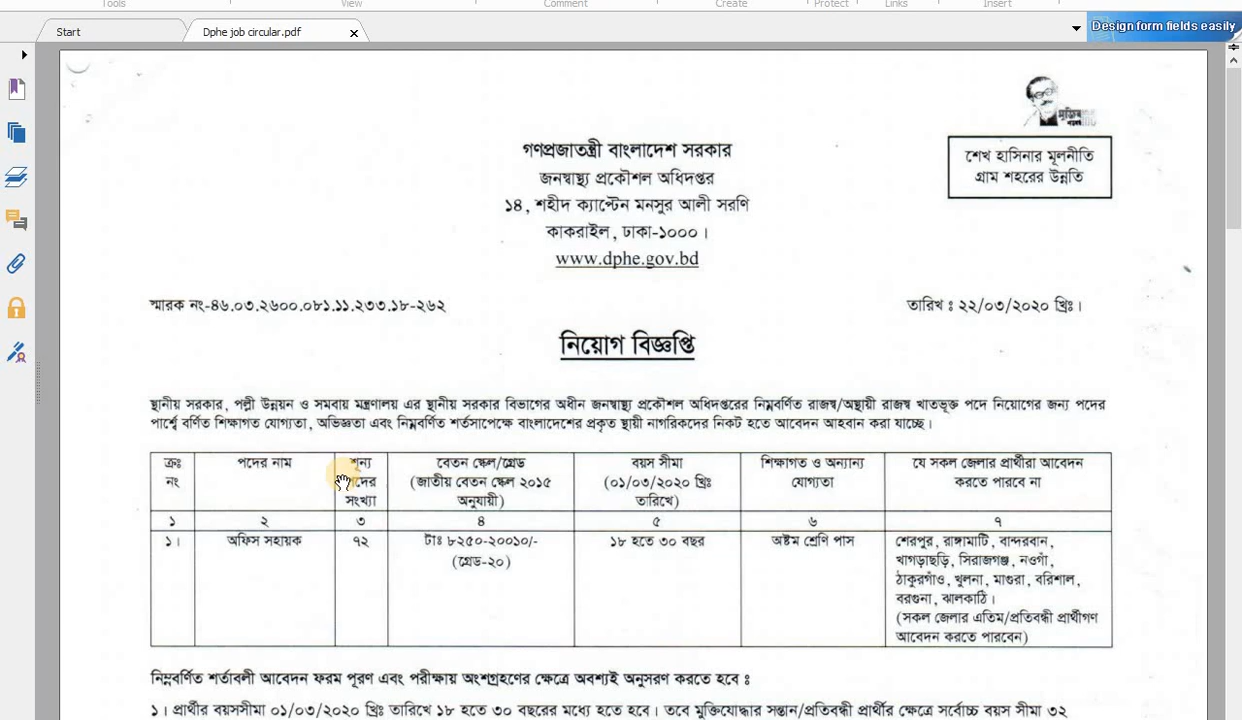 Tools View Comment Create Protect Links Insert
Start Dphe job circular.pdf Design form fields easily
গণপ্রজাতন্ত্রী বাংলাদেশ সরকার
জনস্বাস্থ্য প্রকৌশল অধিদপ্তর
১৪, শহীদ ক্যাপ্টেন মনসুর আলী সরণি
কাকরাইল, ঢাকা-১০০০।
www.dphe.gov.bd
শেখ হাসিনার মূলনীতি
গ্রাম শহরের উন্নতি
স্মারক নং-৪৬.০৩.২৬০০.০৮১.১১.২৩৩.১৮-২৬২ তারিখ ঃ ২২/০৩/২০২০ খ্রিঃ।
নিয়োগ বিজ্ঞপ্তি
স্থানীয় সরকার, পল্লী উন্নয়ন ও সমবায় মন্ত্রণালয় এর স্থানীয় সরকার বিভাগের অধীন জনস্বাস্থ্য প্রকৌশল অধিদপ্তরের নিম্নবর্ণিত রাজস্ব/অস্থায়ী রাজস্ব খাতভূক্ত পদে নিয়োগের জন্য পদের
পার্শ্বে বর্ণিত শিক্ষাগত যোগ্যতা, অভিজ্ঞতা এবং নিম্নবর্ণিত শর্তসাপেক্ষে বাংলাদেশের প্রকৃত স্থায়ী নাগরিকদের নিকট হতে আবেদন আহবান করা যাচ্ছে।
ক্রঃ পদের নাম শূন্য বেতন স্কেল/গ্রেড বয়স সীমা শিক্ষাগত ও অন্যান্য যে সকল জেলার প্রার্থীরা আবেদন
নং পদের (জাতীয় বেতন স্কেল ২০১৫ (০১/০৩/২০২০ খ্রিঃ যোগ্যতা করতে পারবে না
সংখ্যা অনুযায়ী) তারিখে)
১ ২ ৩ ৪ ৫ ৬ ৭
১। অফিস সহায়ক ৭২ টাঃ ৮২৫০-২০০১০/- ১৮ হতে ৩০ বছর অষ্টম শ্রেণি পাস শেরপুর, রাঙ্গামাটি, বান্দরবান,
(গ্রেড-২০) খাগড়াছড়ি, সিরাজগঞ্জ, নওগাঁ,
ঠাকুরগাঁও, খুলনা, মাগুরা, বরিশাল,
বরগুনা, ঝালকাঠি।
(সকল জেলার এতিম/প্রতিবন্ধী প্রার্থীগণ
আবেদন করতে পারবেন)
নিম্নবর্ণিত শর্তাবলী আবেদন ফরম পূরণ এবং পরীক্ষায় অংশগ্রহণের ক্ষেত্রে অবশ্যই অনুসরণ করতে হবে ঃ
১। প্রার্থীর বয়সসীমা ০১/০৩/২০২০ খ্রিঃ তারিখে ১৮ হতে ৩০ বছরের মধ্যে হতে হবে। তবে মুক্তিযোদ্ধার সন্তান/প্রতিবন্ধী প্রার্থীর ক্ষেত্রে সর্বোচ্চ বয়স সীমা ৩২